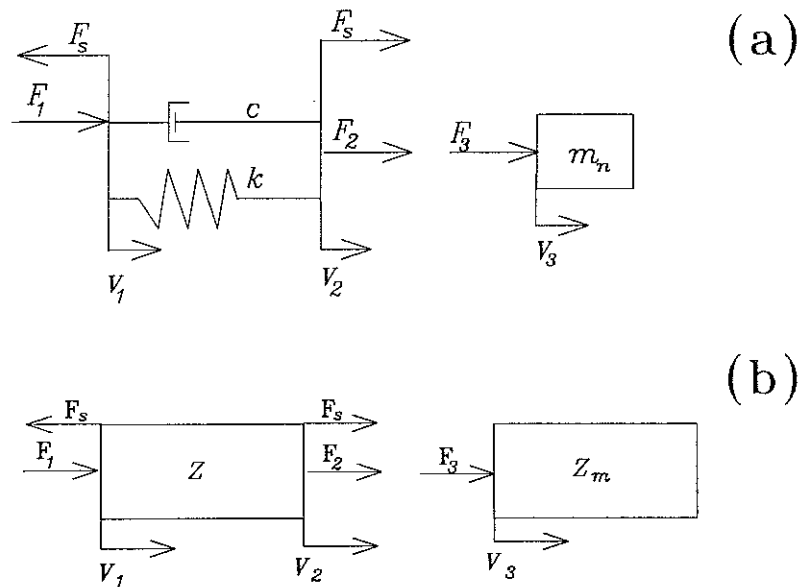 (a)
F_s F_s
F_1 c F_2 F_3 m_n
k
V_1 V_2 V_3
(b)
F_s F_s
F_1 Z F_2 F_3 Z_m
V_1 V_2 V_3